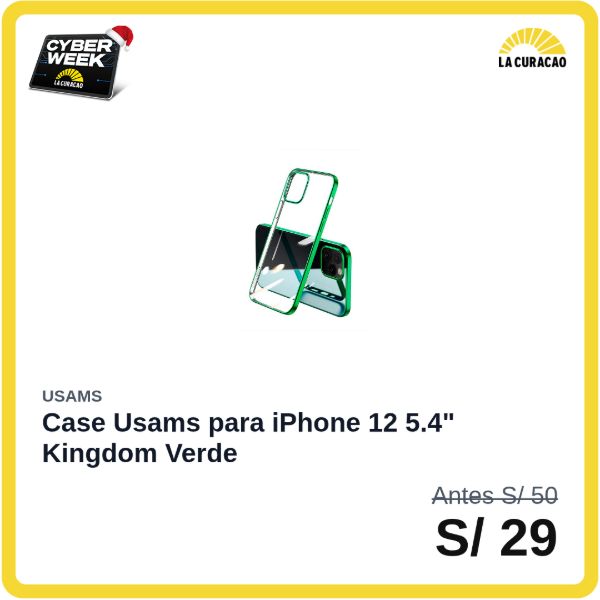 CYBER
WEEK
LA CURACAO
LA CURACAO
USAMS
Case Usams para iPhone 12 5.4"
Kingdom Verde
Antes S/ 50
S/ 29